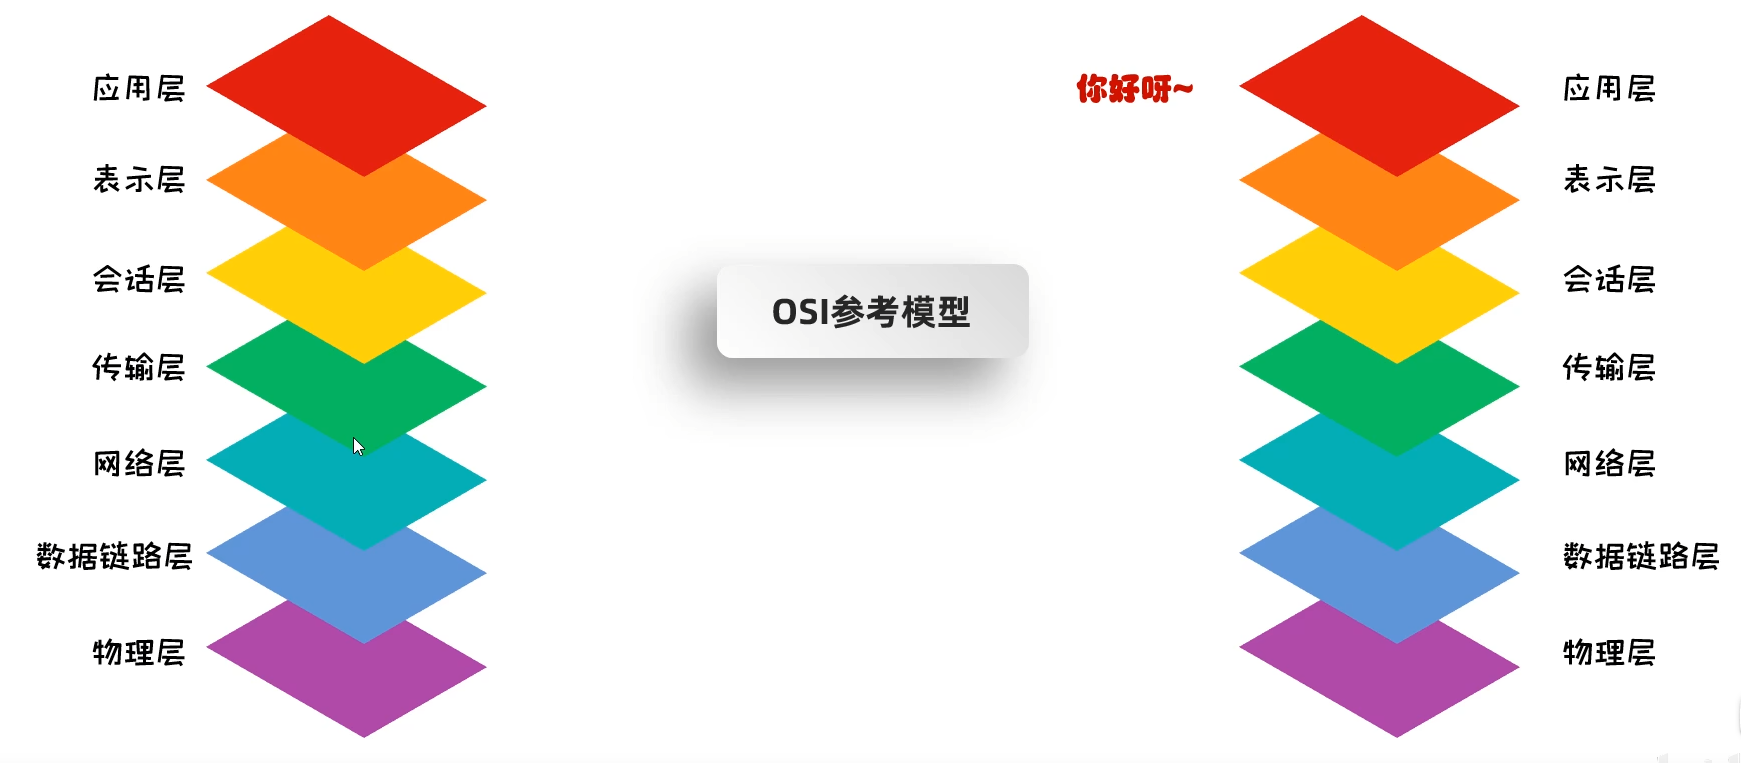 应用层
表示层
会话层
传输层
网络层
数据链路层
物理层
OSI参考模型
你好呀~
应用层
表示层
会话层
传输层
网络层
数据链路层
物理层